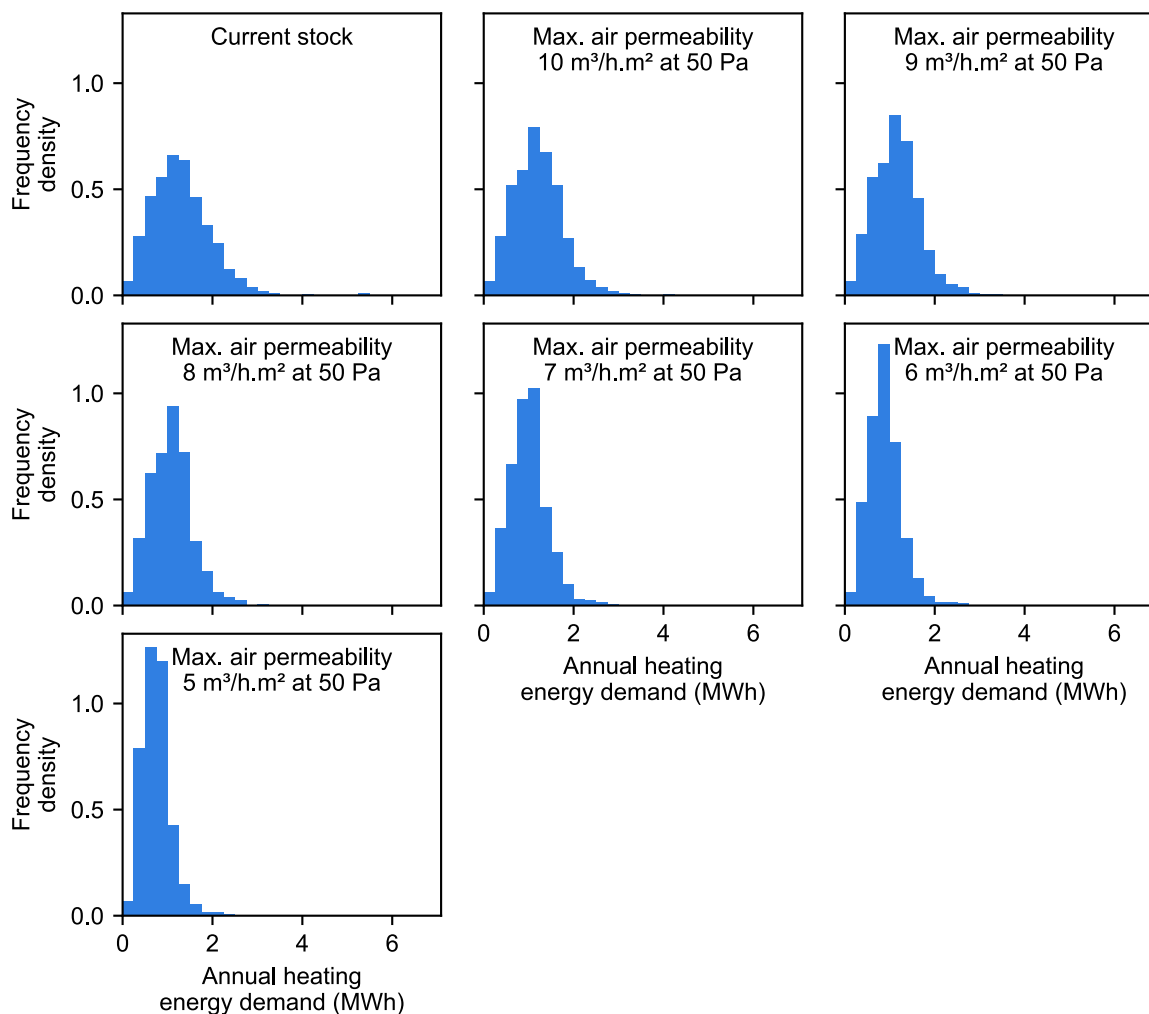 Current stock
Max. air permeability
10 m³/h.m² at 50 Pa
Max. air permeability
9 m³/h.m² at 50 Pa
Frequency
density
1.0
0.5
0.0
Max. air permeability
8 m³/h.m² at 50 Pa
Max. air permeability
7 m³/h.m² at 50 Pa
Max. air permeability
6 m³/h.m² at 50 Pa
Frequency
density
1.0
0.5
0.0
0 2 4 6
Annual heating
energy demand (MWh)
0 2 4 6
Annual heating
energy demand (MWh)
Max. air permeability
5 m³/h.m² at 50 Pa
Frequency
density
1.0
0.5
0.0
0 2 4 6
Annual heating
energy demand (MWh)